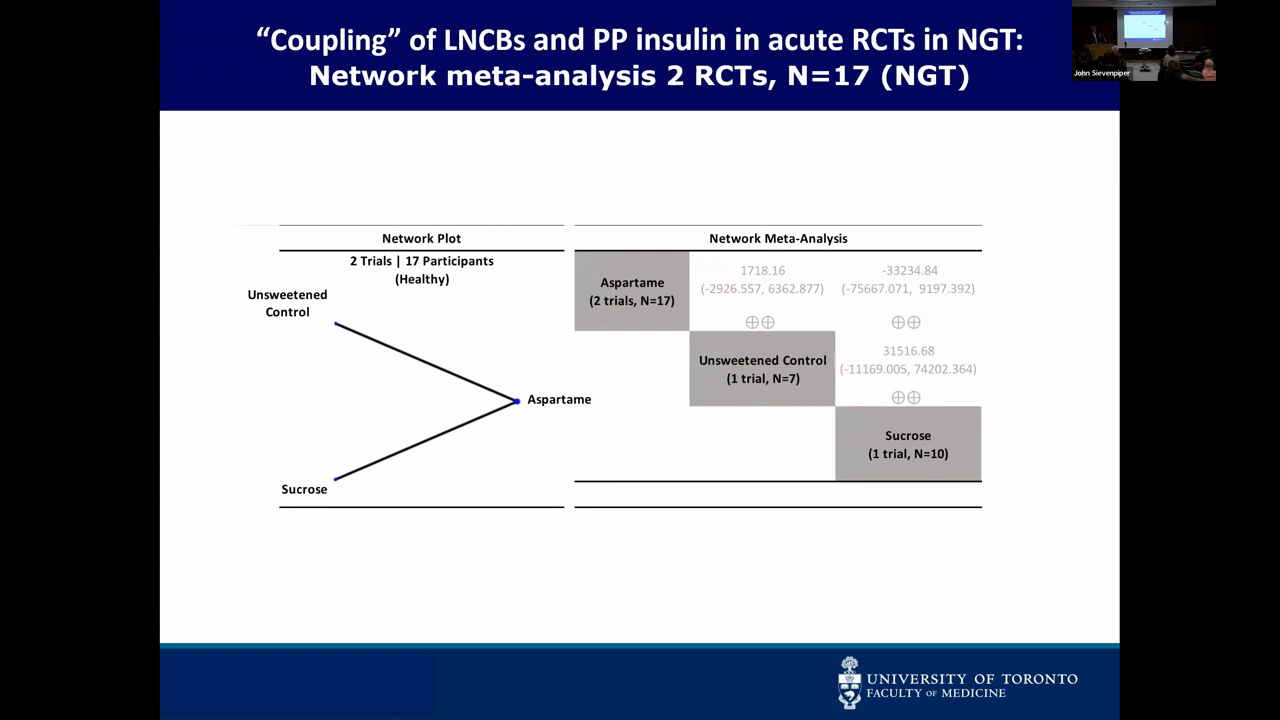 “Coupling” of LNCBs and PP insulin in acute RCTs in NGT:
Network meta-analysis 2 RCTs, N=17 (NGT)
John Sievenpiper
Network Plot
2 Trials | 17 Participants
(Healthy)
Unsweetened
Control
Aspartame
Sucrose
Network Meta-Analysis
Aspartame
(2 trials, N=17)
1718.16
(-2926.557, 6362.877)
-33234.84
(-75667.071, 9197.392)
Unsweetened Control
(1 trial, N=7)
31516.68
(-11169.005, 74202.364)
Sucrose
(1 trial, N=10)
UNIVERSITY OF TORONTO
FACULTY OF MEDICINE